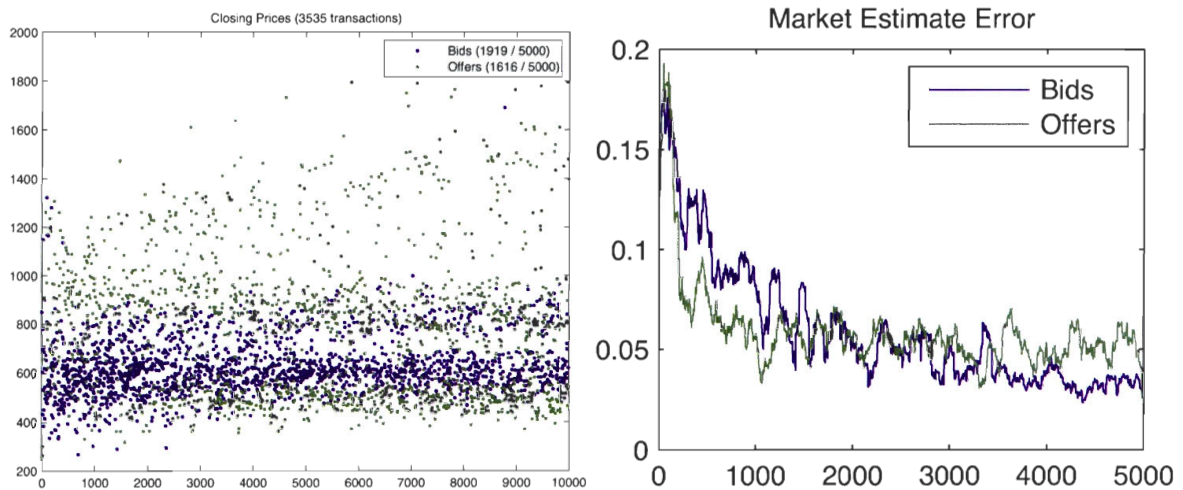 Closing Prices (3535 transactions)
2000
1800
1600
1400
1200
1000
800
600
400
200
0 1000 2000 3000 4000 5000 6000 7000 8000 9000 10000
Bids (1919 / 5000)
Offers (1616 / 5000)
Market Estimate Error
0.2
0.15
0.1
0.05
0
0 1000 2000 3000 4000 5000
Bids
Offers